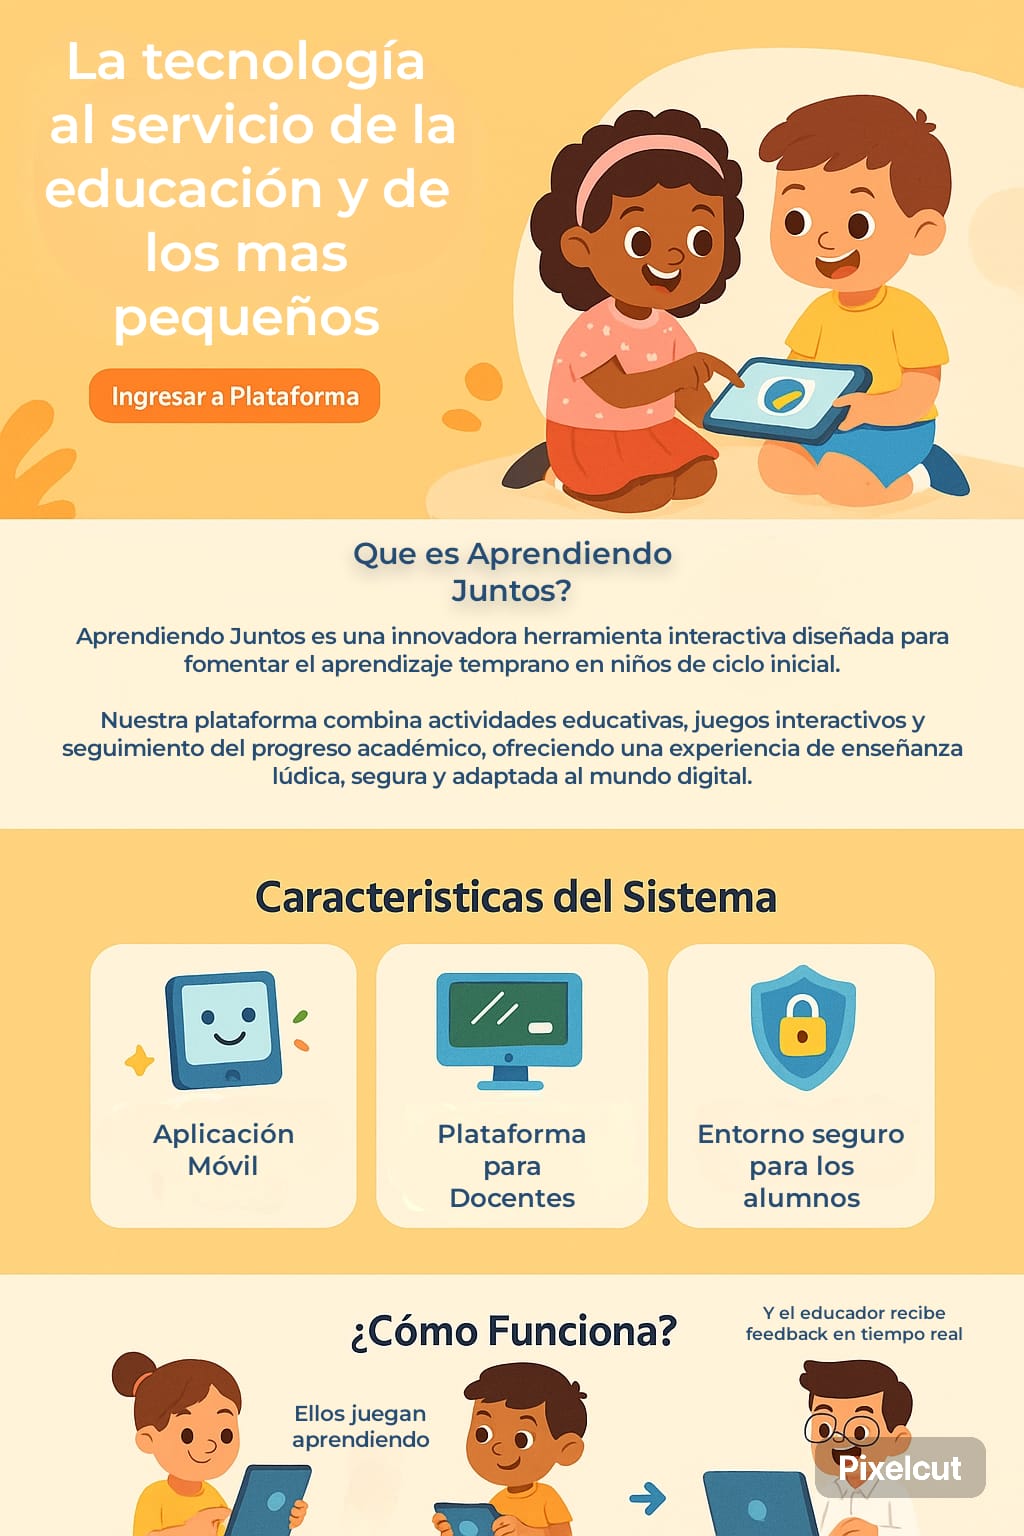 La tecnología
al servicio de la
educación y de
los mas
pequeños
Ingresar a Plataforma
Que es Aprendiendo
Juntos?
Aprendiendo Juntos es una innovadora herramienta interactiva diseñada para
fomentar el aprendizaje temprano en niños de ciclo inicial.
Nuestra plataforma combina actividades educativas, juegos interactivos y
seguimiento del progreso académico, ofreciendo una experiencia de enseñanza
lúdica, segura y adaptada al mundo digital.
Caracteristicas del Sistema
Aplicación
Móvil
Plataforma
para
Docentes
Entorno seguro
para los
alumnos
¿Cómo Funciona?
Ellos juegan
aprendiendo
Y el educador recibe
feedback en tiempo real
Pixelcut